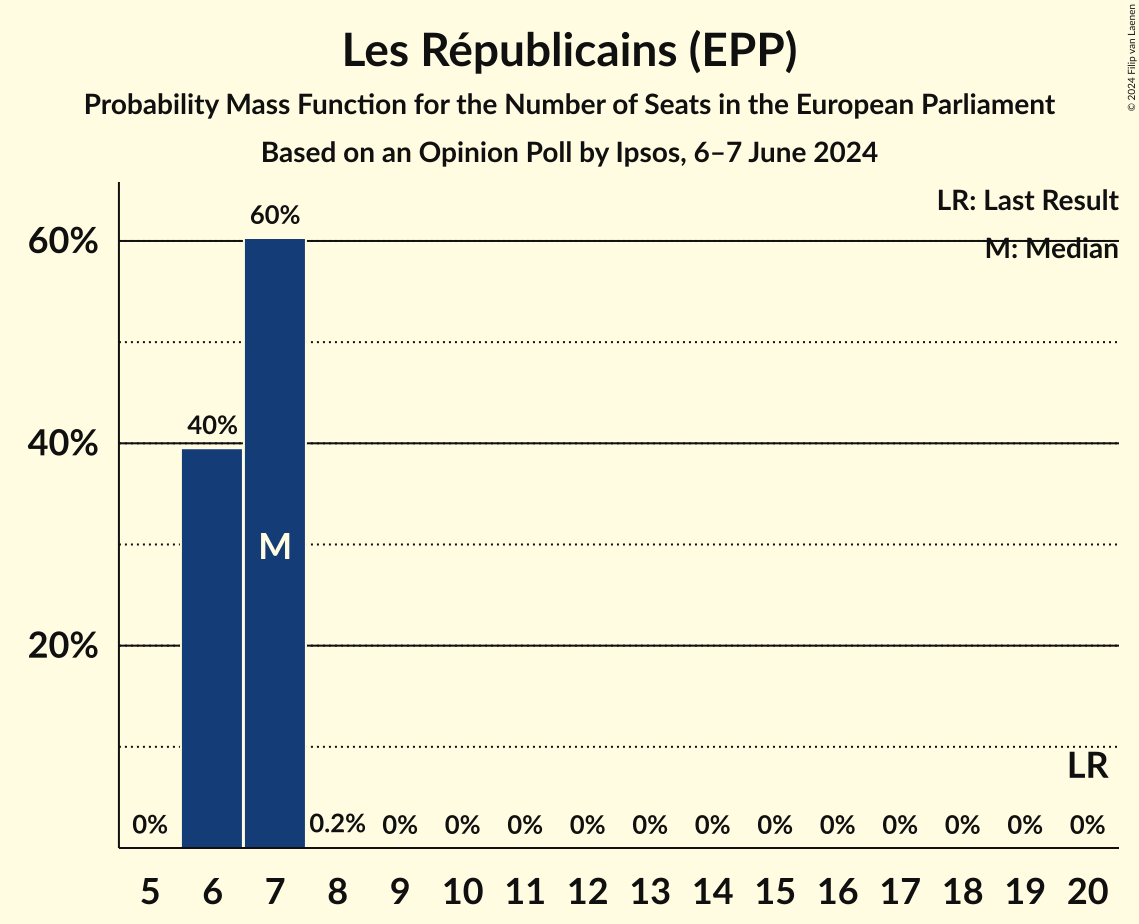 Les Républicains (EPP)
Probability Mass Function for the Number of Seats in the European Parliament
Based on an Opinion Poll by Ipsos, 6–7 June 2024
© 2024 Filip van Laenen
LR: Last Result
M: Median
60%
40%
20%
0%
40%
60%
0.2%
0%
0%
0%
0%
0%
0%
0%
0%
0%
0%
0%
0%
M
LR
5 6 7 8 9 10 11 12 13 14 15 16 17 18 19 20